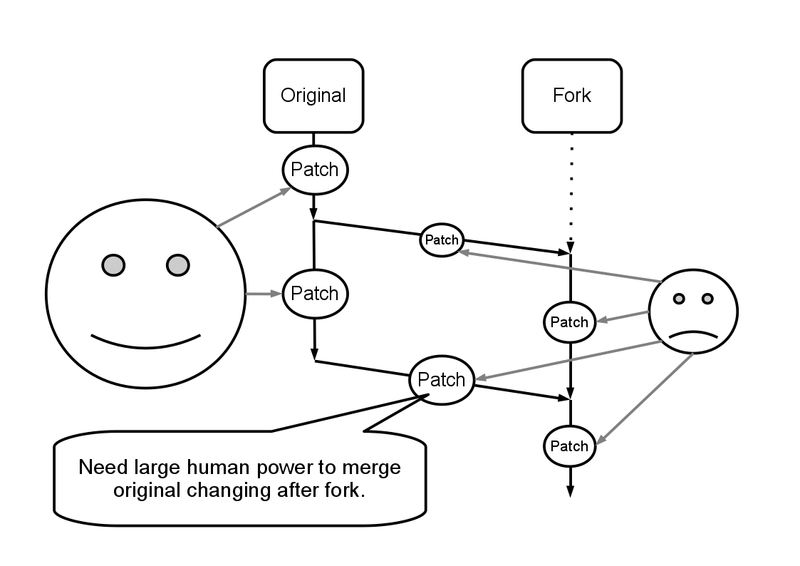 Original
Fork
Patch
Patch
Patch
Patch
Patch
Patch
Need large human power to merge
original changing after fork.